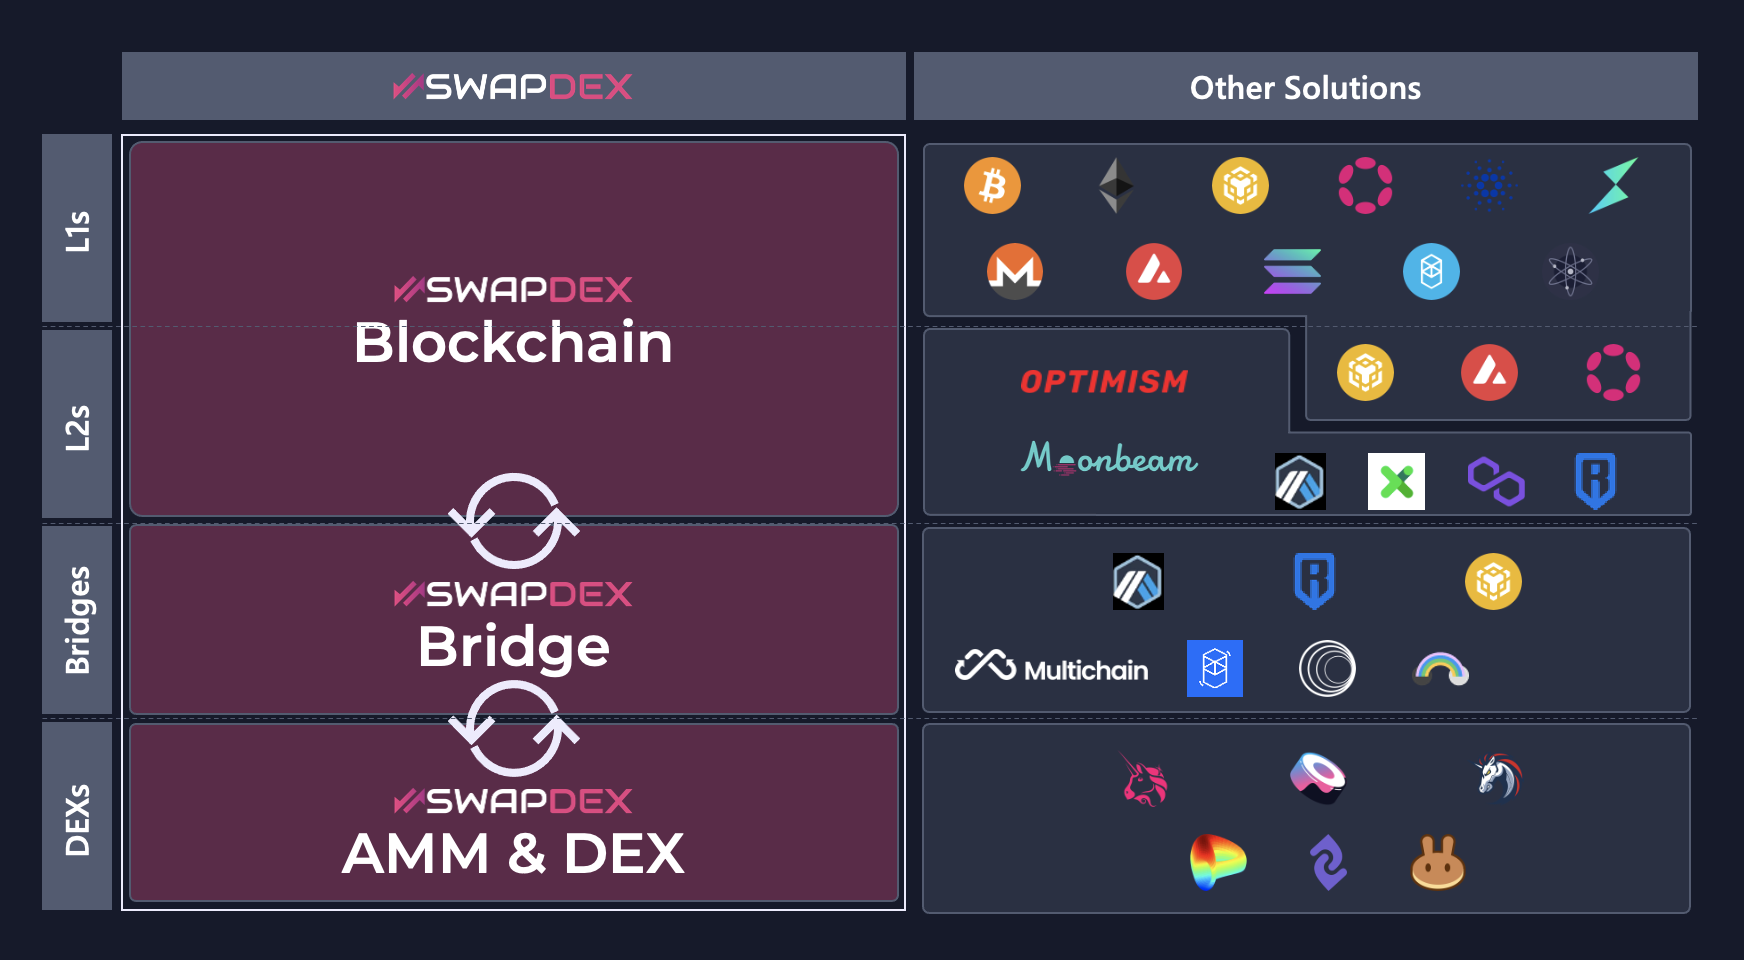 SWAPDEX
Other Solutions
L1s
SWAPDEX
Blockchain
L2s
OPTIMISM
Moonbeam
Bridges
SWAPDEX
Bridge
Multichain
DEXs
SWAPDEX
AMM & DEX